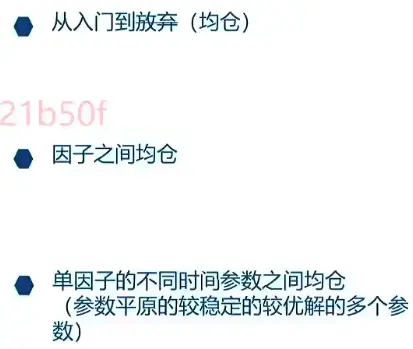 从入门到放弃（均仓）
21b50f
因子之间均仓
单因子的不同时间参数之间均仓
（参数平原的较稳定的较优解的多个参
数）